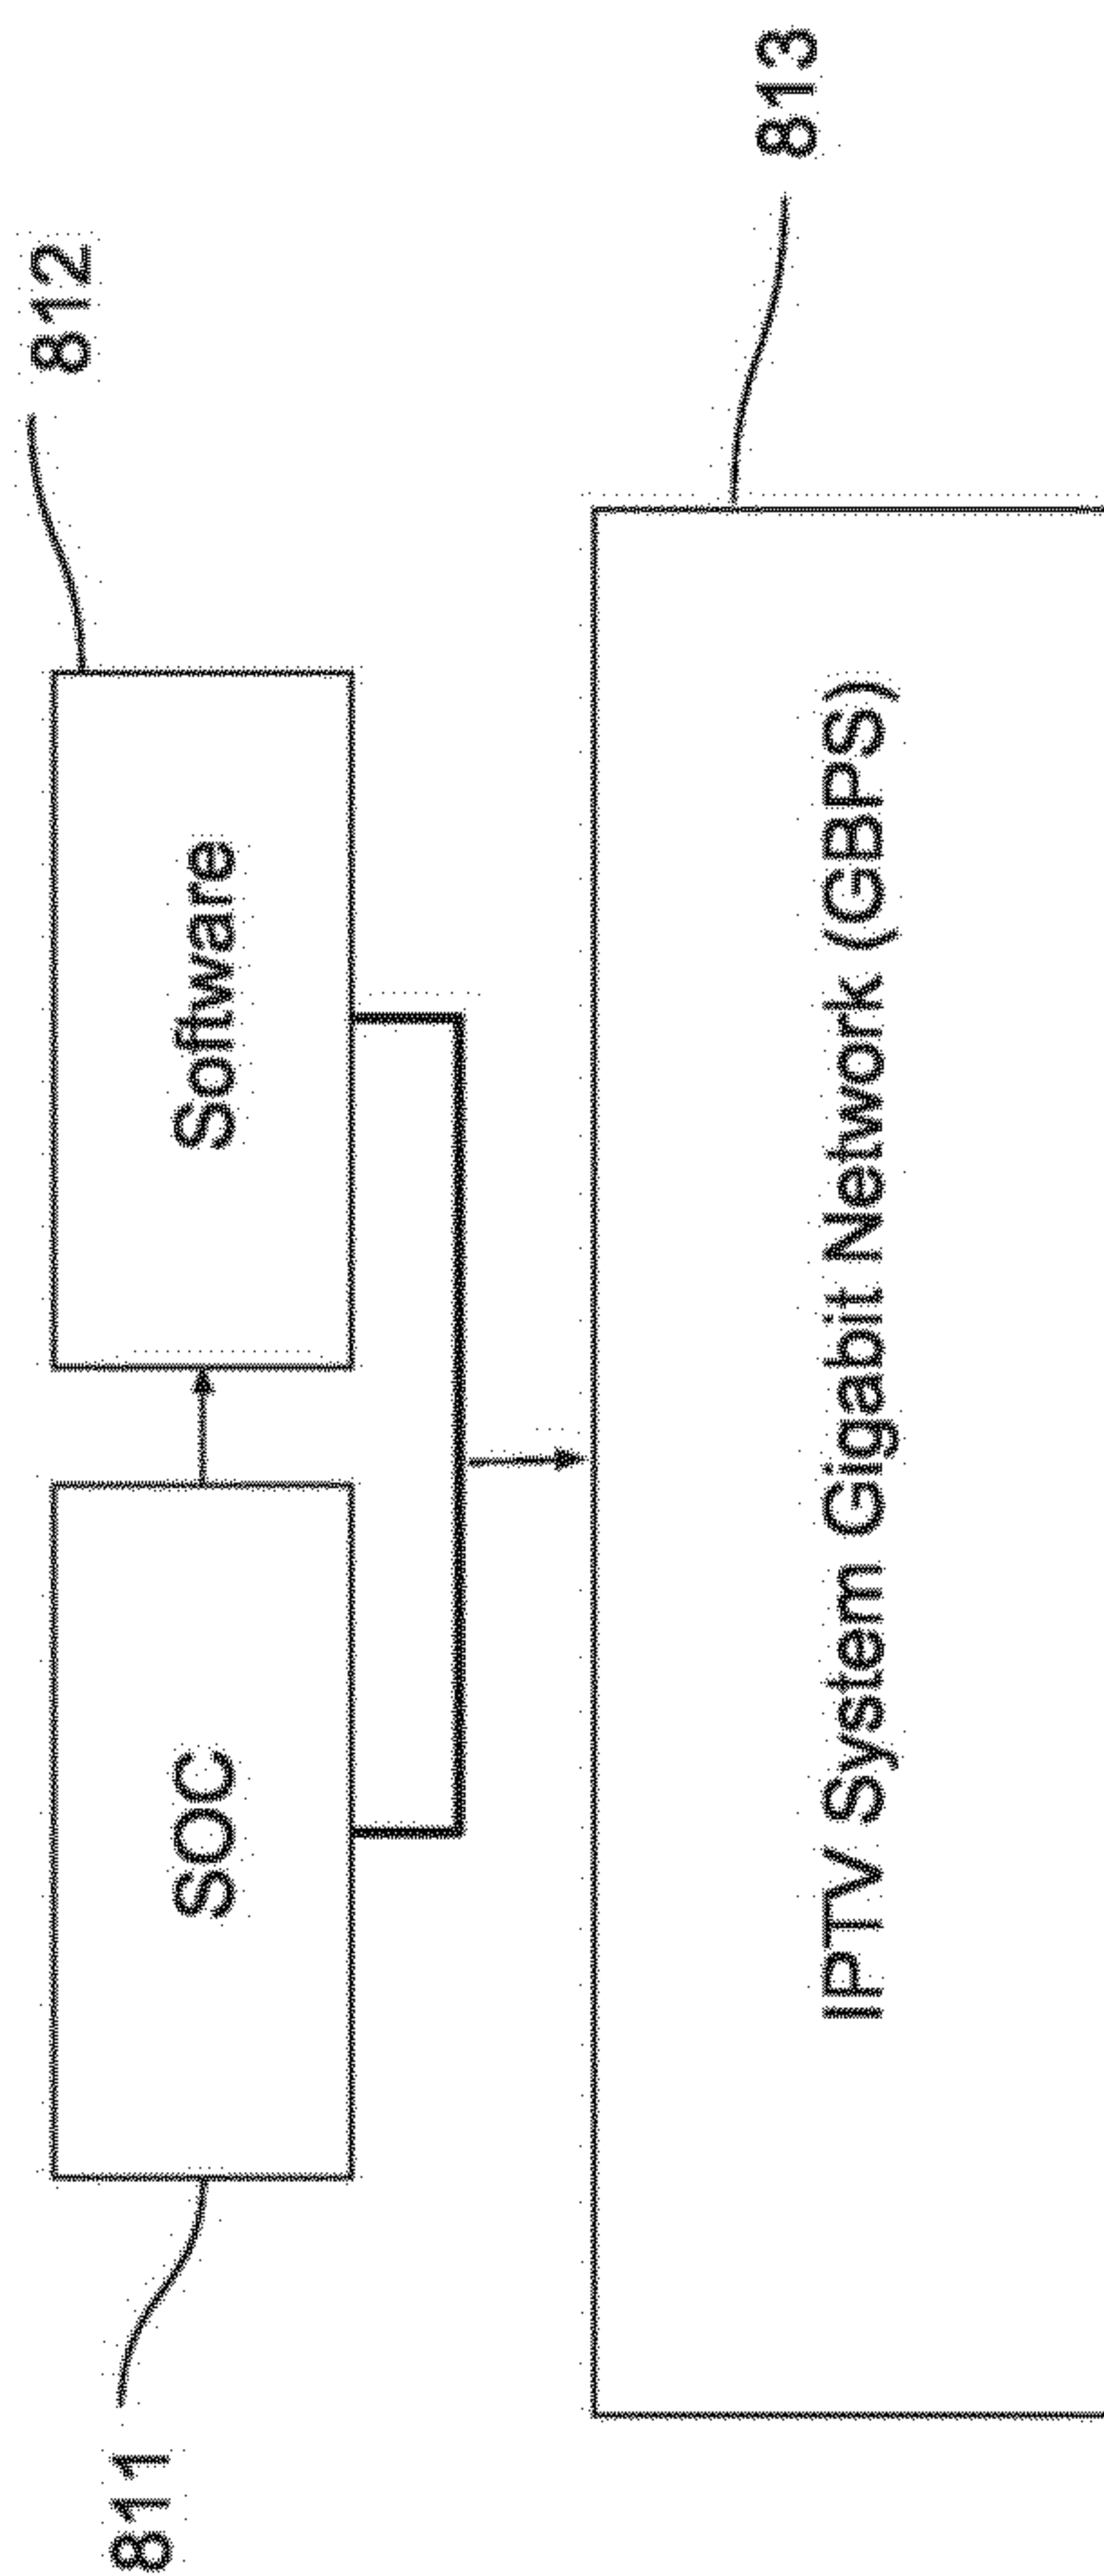 812
813
811
SOC
Software
IPTV System Gigabit Network (GBPS)